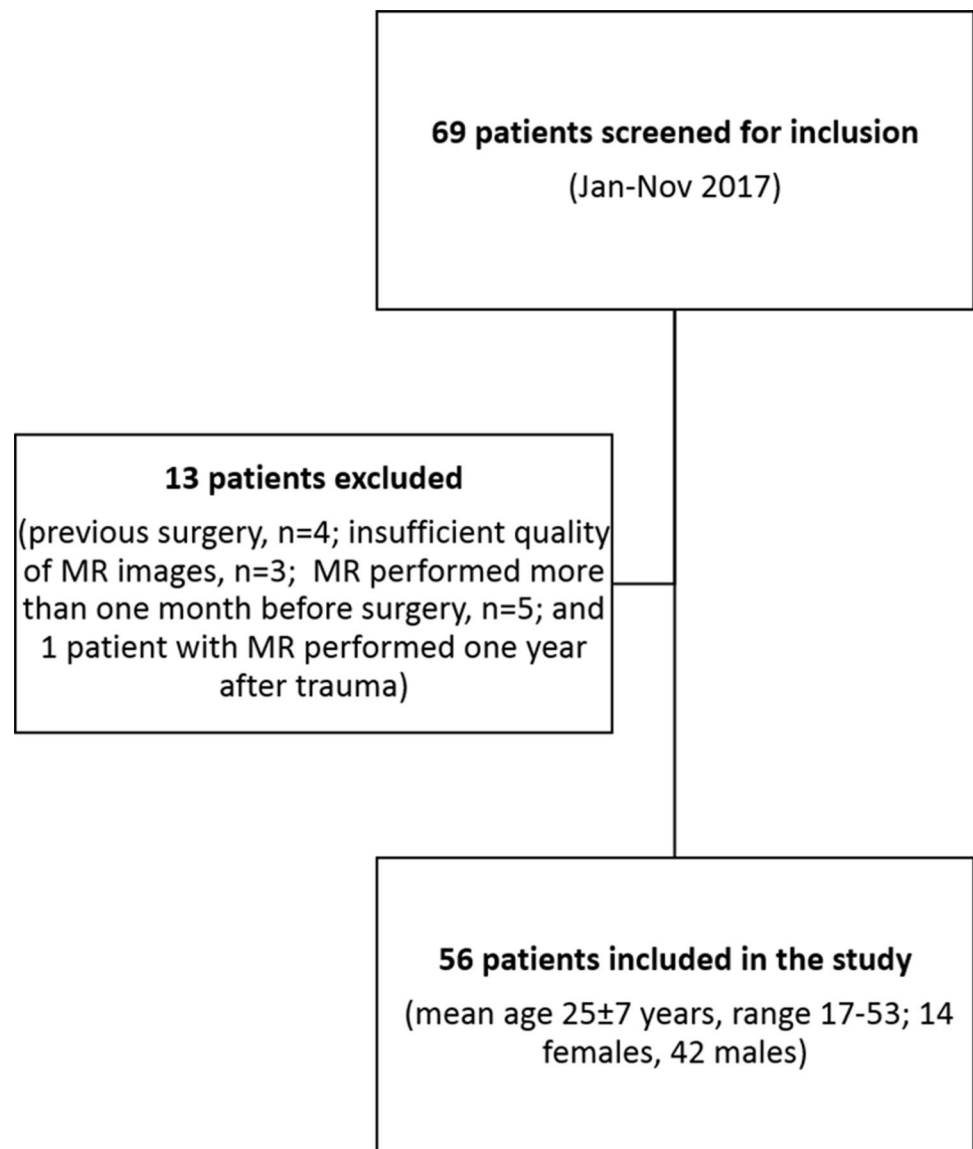 69 patients screened for inclusion
(Jan-Nov 2017)
13 patients excluded
(previous surgery, n=4; insufficient quality
of MR images, n=3;  MR performed more
than one month before surgery, n=5; and
1 patient with MR performed one year
after trauma)
56 patients included in the study
(mean age 25±7 years, range 17-53; 14
females, 42 males)